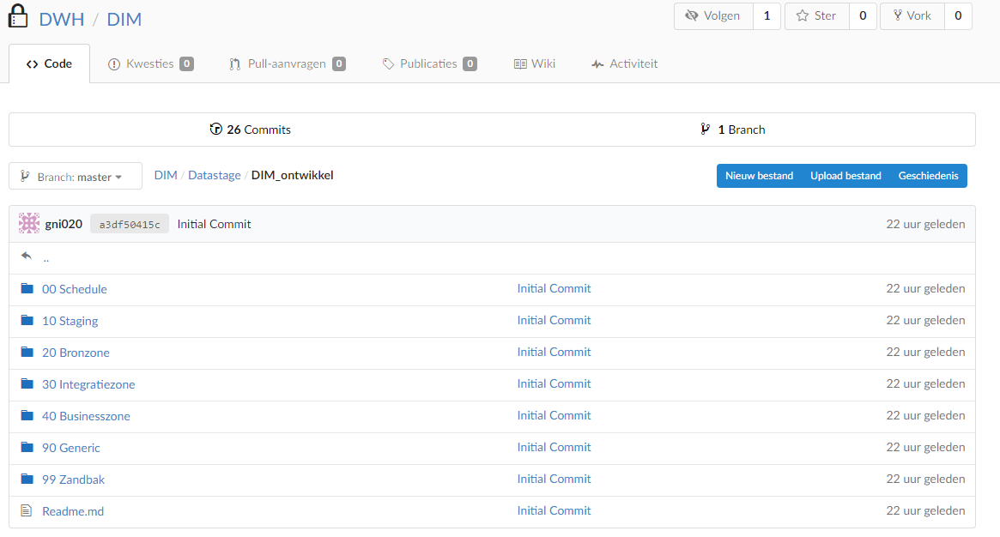 DWH / DIM
Volgen 1 Ster 0 Vork 0
Code Kwesties 0 Pull-aanvragen 0 Publicaties 0 Wiki Activiteit
26 Commits 1 Branch
Branch: master DIM / Datastage / DIM_ontwikkel Nieuw bestand Upload bestand Geschiedenis
gni020 a3df50415c Initial Commit 22 uur geleden
..
00 Schedule Initial Commit 22 uur geleden
10 Staging Initial Commit 22 uur geleden
20 Bronzone Initial Commit 22 uur geleden
30 Integratiezone Initial Commit 22 uur geleden
40 Businesszone Initial Commit 22 uur geleden
90 Generic Initial Commit 22 uur geleden
99 Zandbak Initial Commit 22 uur geleden
Readme.md Initial Commit 22 uur geleden